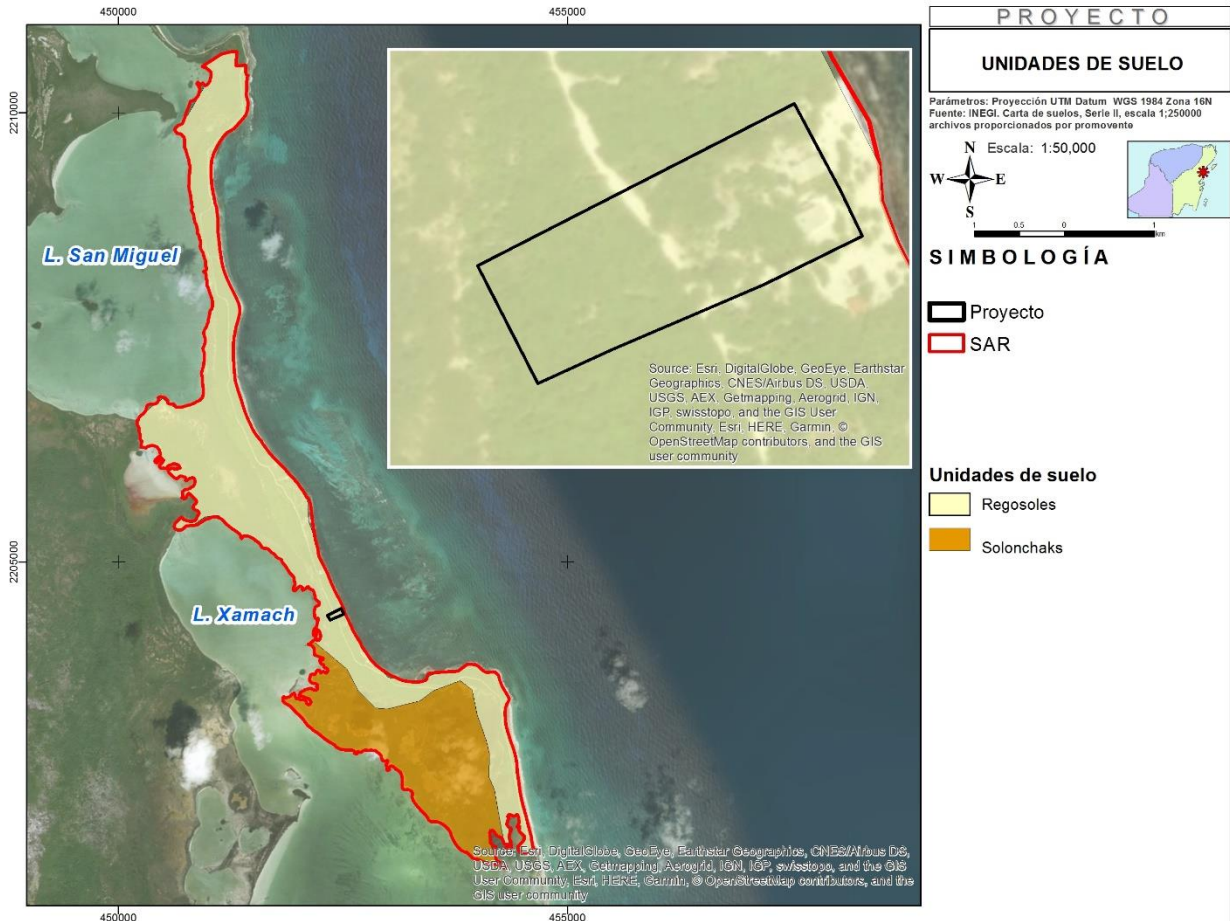 450000
455000
2210000
2205000
L. San Miguel
L. Xamach
Source: Esri, DigitalGlobe, GeoEye, Earthstar
Geographics, CNES/Airbus DS, USDA,
USGS, AEX, Getmapping, Aerogrid, IGN,
IGP, swisstopo, and the GIS User
Community, Esri, HERE, Garmin, ©
OpenStreetMap contributors, and the GIS
user community
Source: Esri, DigitalGlobe, GeoEye, Earthstar Geographics, CNES/Airbus DS,
USDA, USGS, AEX, Getmapping, Aerogrid, IGN, IGP, swisstopo, and the GIS
User Community, Esri, HERE, Garmin, © OpenStreetMap contributors, and the
GIS user community
450000
455000
PROYECTO
UNIDADES DE SUELO
Parámetros: Proyección UTM Datum WGS 1984 Zona 16N
Fuente: INEGI. Carta de suelos, Serie II, escala 1;250000
archivos proporcionados por promovente
N
W
E
S
Escala: 1:50,000
1 0.5 0 1
km
SIMBOLOGÍA
Proyecto
SAR
Unidades de suelo
Regosoles
Solonchaks